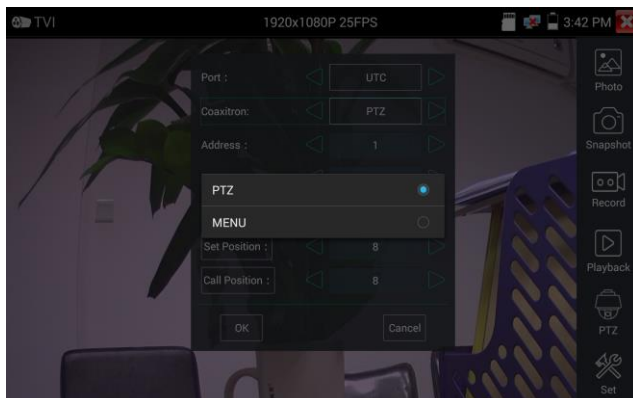 TVI
1920x1080P 25FPS
3:42 PM
Port :
UTC
Coaxitron:
PTZ
Address :
1
PTZ
MENU
Set Position :
8
Call Position :
8
OK
Cancel
Photo
Snapshot
Record
Playback
PTZ
Set